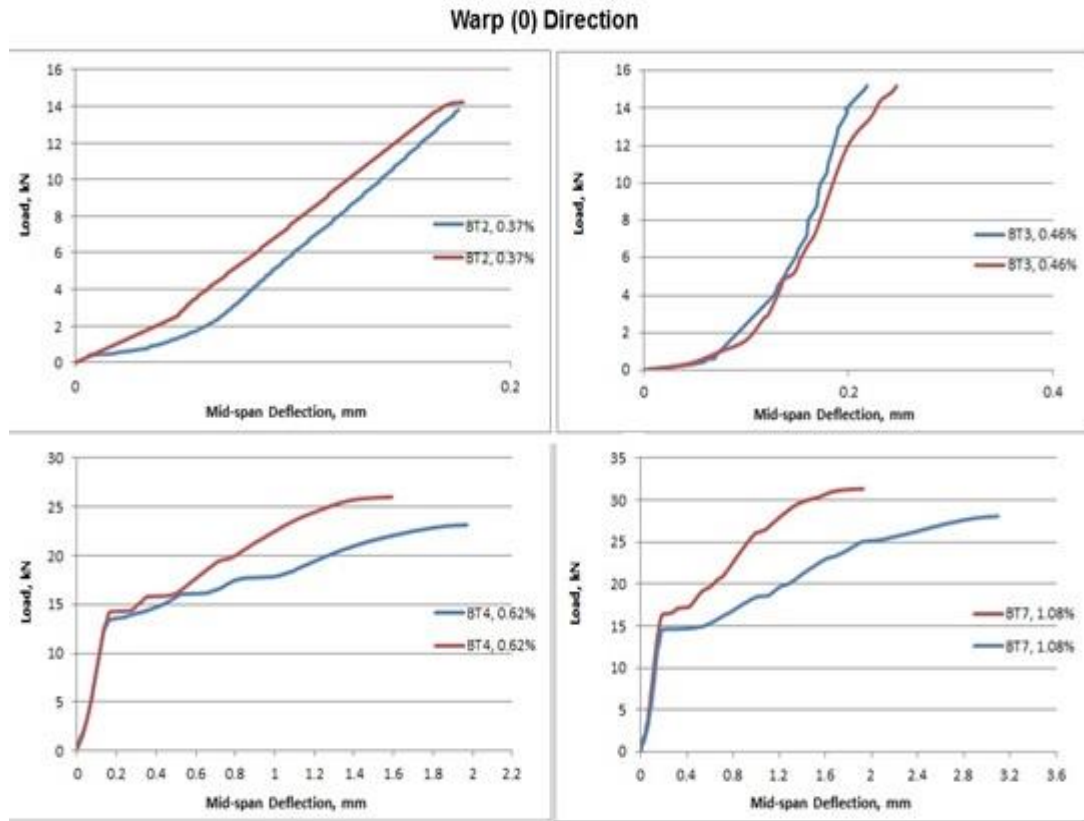 Warp (0) Direction
16
14
12
10
8
6
4
2
0
Load, kN
BT2, 0.37%
BT2, 0.37%
0 0.2
Mid-span Deflection, mm
16
14
12
10
8
6
4
2
0
Load, kN
BT3, 0.46%
BT3, 0.46%
0 0.2 0.4
Mid-span Deflection, mm
30
25
20
15
10
5
0
Load, kN
BT4, 0.62%
BT4, 0.62%
0 0.2 0.4 0.6 0.8 1 1.2 1.4 1.6 1.8 2 2.2
Mid-span Deflection, mm
35
30
25
20
15
10
5
0
Load, kN
BT7, 1.08%
BT7, 1.08%
0 0.4 0.8 1.2 1.6 2 2.4 2.8 3.2 3.6
Mid-span Deflection, mm